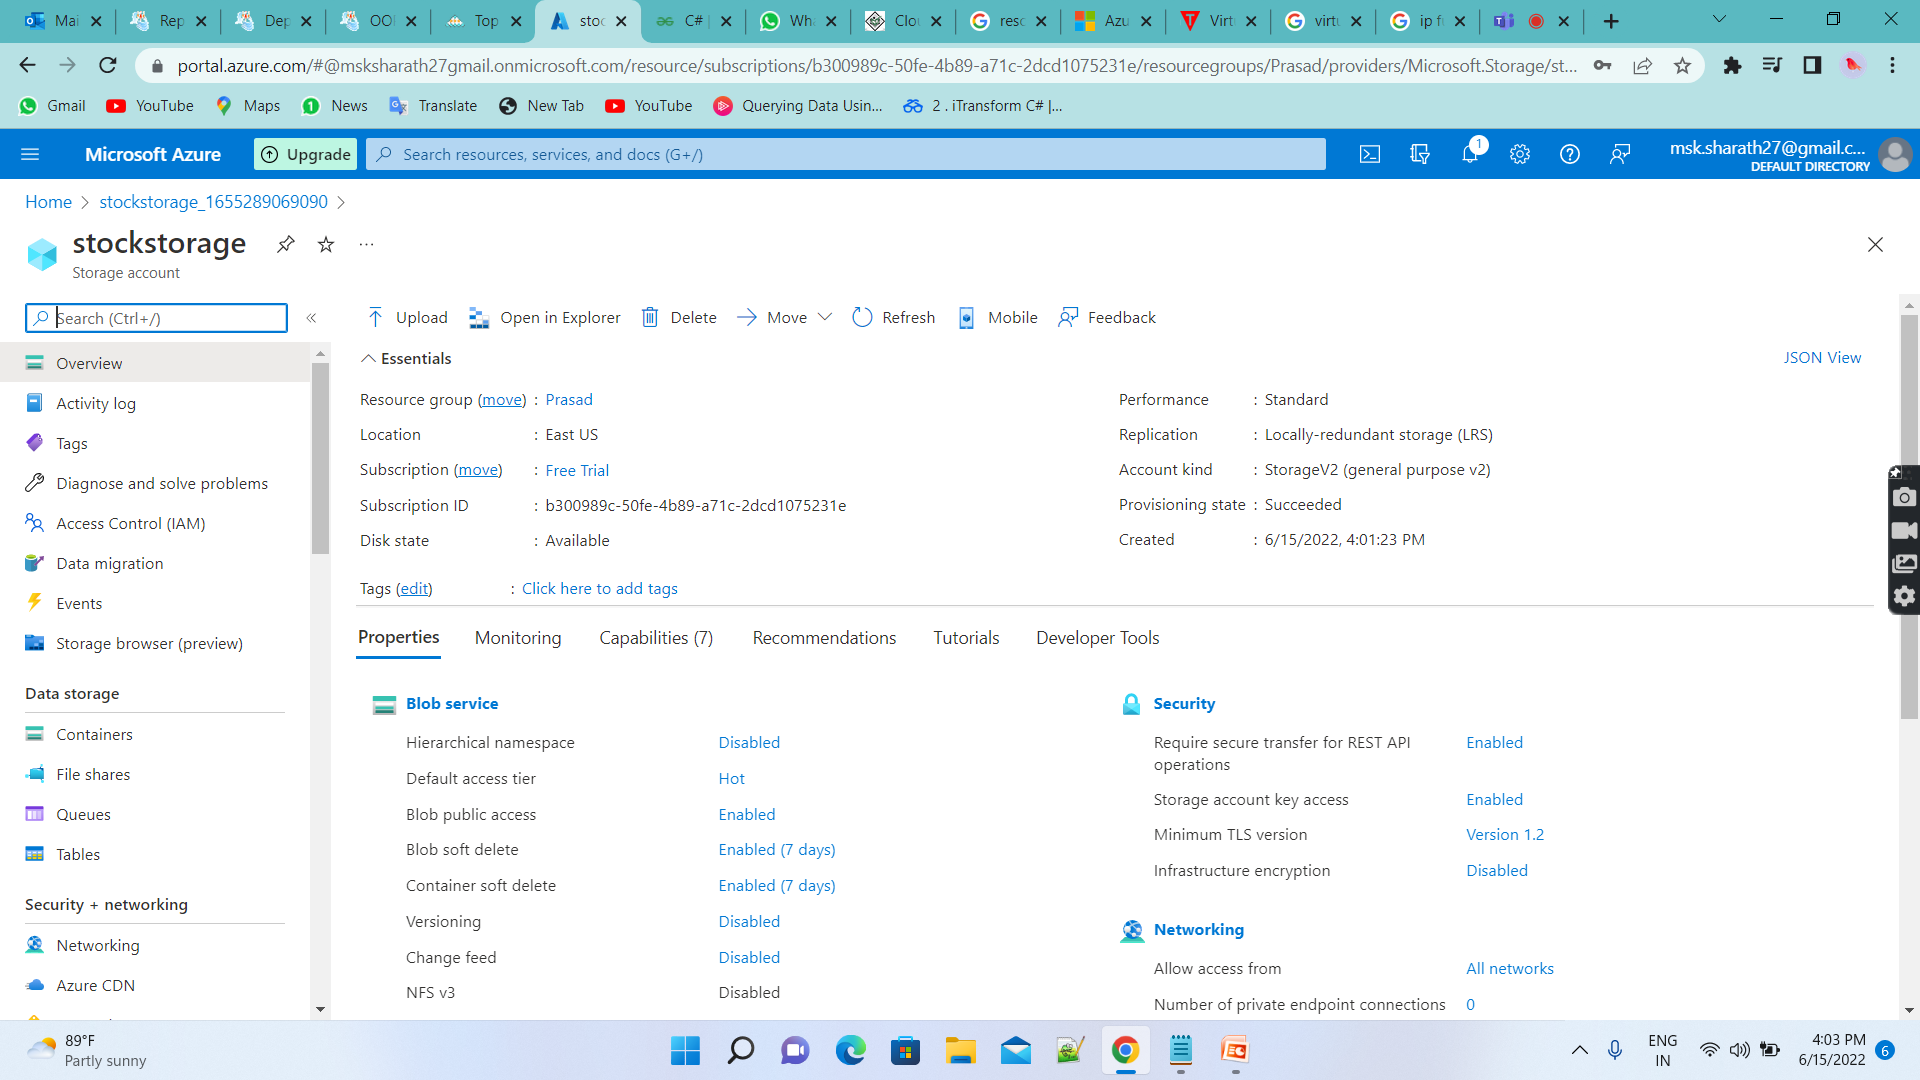 Mai
Rep
Dep
OOl
Top
stoc
C# |
Wha
Clou
reso
Azu
Virtu
virtu
ip fu
portal.azure.com/#@msksharath27gmail.onmicrosoft.com/resource/subscriptions/b300989c-50fe-4b89-a71c-2dcd1075231e/resourcegroups/Prasad/providers/Microsoft.Storage/st...
Gmail
YouTube
Maps
News
Translate
New Tab
YouTube
Querying Data Usin...
2 . iTransform C# |...
Microsoft Azure
Upgrade
Search resources, services, and docs (G+/)
1
msk.sharath27@gmail.c...
DEFAULT DIRECTORY
Home > stockstorage_1655289069090 >
stockstorage
Storage account
Search (Ctrl+/)
Upload
Open in Explorer
Delete
Move
Refresh
Mobile
Feedback
Overview
Activity log
Tags
Diagnose and solve problems
Access Control (IAM)
Data migration
Events
Storage browser (preview)
Data storage
Containers
File shares
Queues
Tables
Security + networking
Networking
Azure CDN
Essentials
JSON View
Resource group (move) : Prasad
Location : East US
Subscription (move) : Free Trial
Subscription ID : b300989c-50fe-4b89-a71c-2dcd1075231e
Disk state : Available
Tags (edit) : Click here to add tags
Performance : Standard
Replication : Locally-redundant storage (LRS)
Account kind : StorageV2 (general purpose v2)
Provisioning state : Succeeded
Created : 6/15/2022, 4:01:23 PM
Properties
Monitoring
Capabilities (7)
Recommendations
Tutorials
Developer Tools
Blob service
Hierarchical namespace Disabled
Default access tier Hot
Blob public access Enabled
Blob soft delete Enabled (7 days)
Container soft delete Enabled (7 days)
Versioning Disabled
Change feed Disabled
NFS v3 Disabled
Security
Require secure transfer for REST API Enabled
operations
Storage account key access Enabled
Minimum TLS version Version 1.2
Infrastructure encryption Disabled
Networking
Allow access from All networks
Number of private endpoint connections 0
89°F
Partly sunny
ENG
IN
4:03 PM
6/15/2022
6